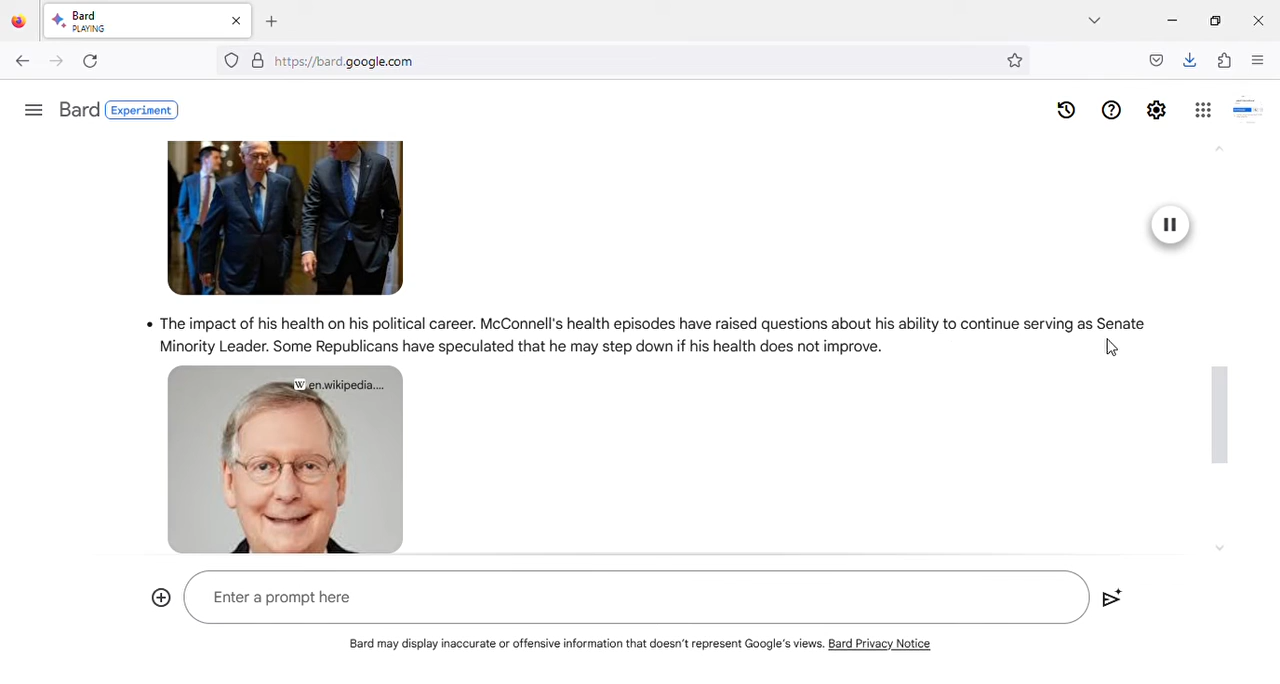 Bard
PLAYING
https://bard.google.com
Bard Experiment
The impact of his health on his political career. McConnell's health episodes have raised questions about his ability to continue serving as Senate
Minority Leader. Some Republicans have speculated that he may step down if his health does not improve.
W en.wikipedia....
Enter a prompt here
Bard may display inaccurate or offensive information that doesn't represent Google's views. Bard Privacy Notice